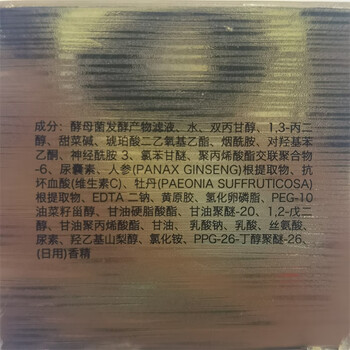 成分：酵母菌发酵产物滤液、水、双丙甘醇、1,3-丙二
醇、甜菜碱、琥珀酸二乙氧基乙酯、烟酰胺、对羟基苯
乙酮、神经酰胺 3、氯苯甘醚、聚丙烯酸酯交联聚合物
-6、尿囊素、人参(PANAX GINSENG)根提取物、抗
坏血酸(维生素C)、牡丹(PAEONIA SUFFRUTICOSA)
根提取物、EDTA 二钠、黄原胶、氢化卵磷脂、PEG-10
油菜籽甾醇、甘油硬脂酸酯、甘油聚醚-20、1,2-戊二
醇、甘油聚丙烯酸酯、甘油、 乳酸钠、乳酸、丝氨酸、
尿素、羟乙基山梨醇、氯化铵、PPG-26-丁醇聚醚-26、
(日用)香精